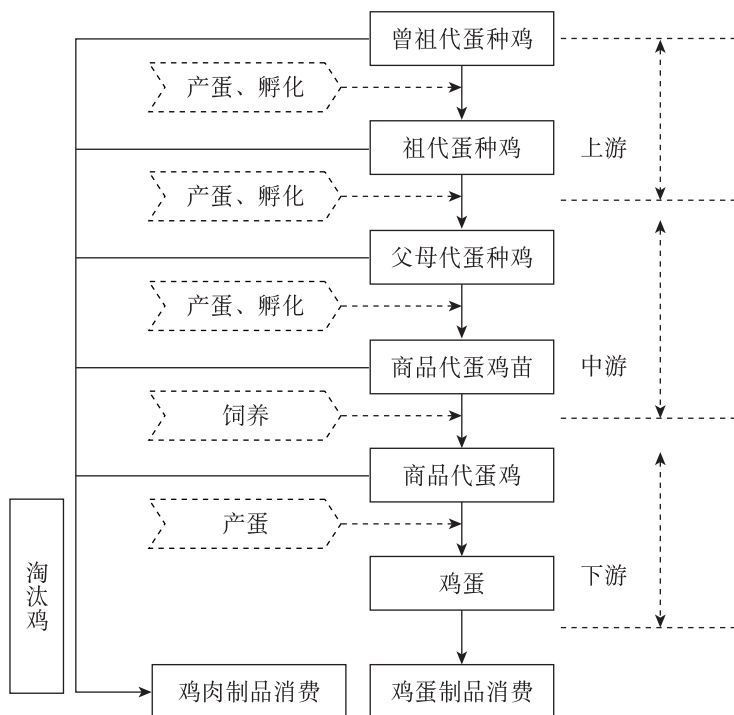 曾祖代蛋种鸡
产蛋、孵化
祖代蛋种鸡
上游
产蛋、孵化
父母代蛋种鸡
产蛋、孵化
商品代蛋鸡苗
中游
饲养
商品代蛋鸡
产蛋
淘汰鸡
鸡蛋
下游
鸡肉制品消费
鸡蛋制品消费